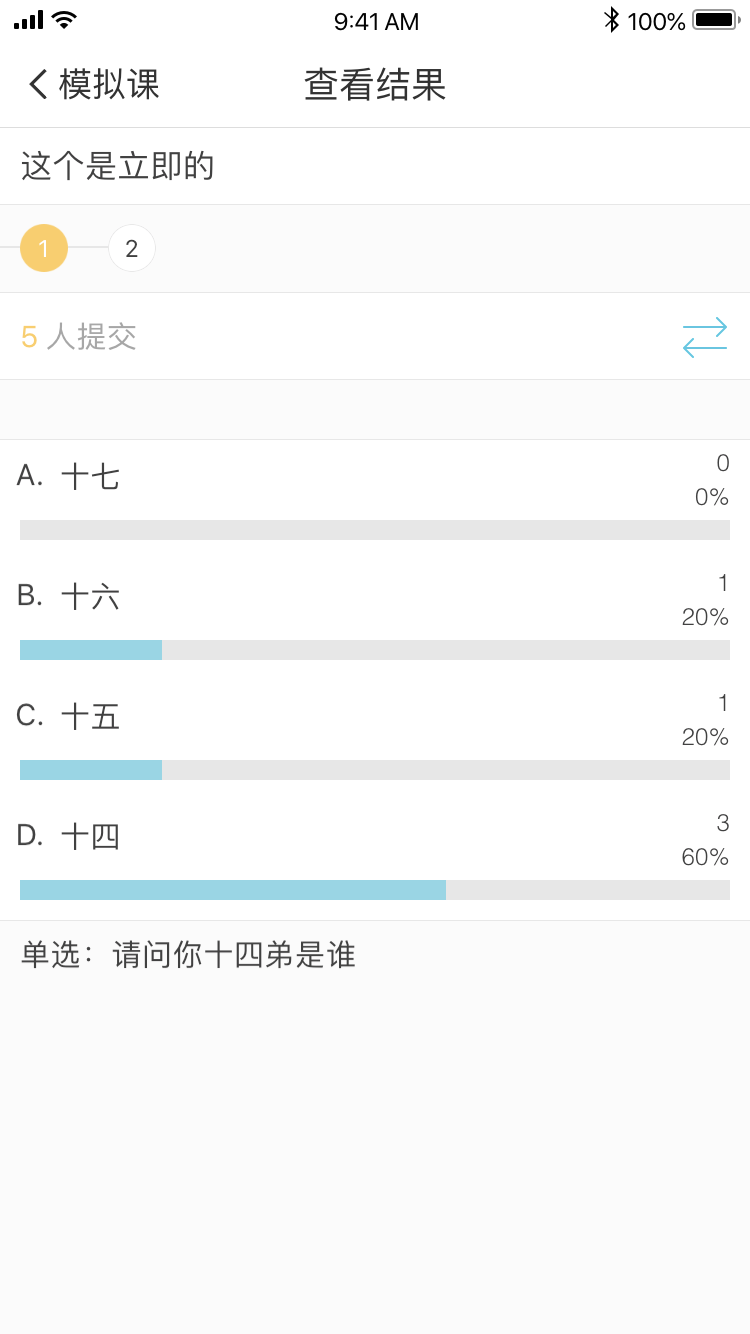 9:41 AM 100%
模拟课 查看结果
这个是立即的
1 2
5 人提交
A. 十七 0
0%
B. 十六 1
20%
C. 十五 1
20%
D. 十四 3
60%
单选：请问你十四弟是谁